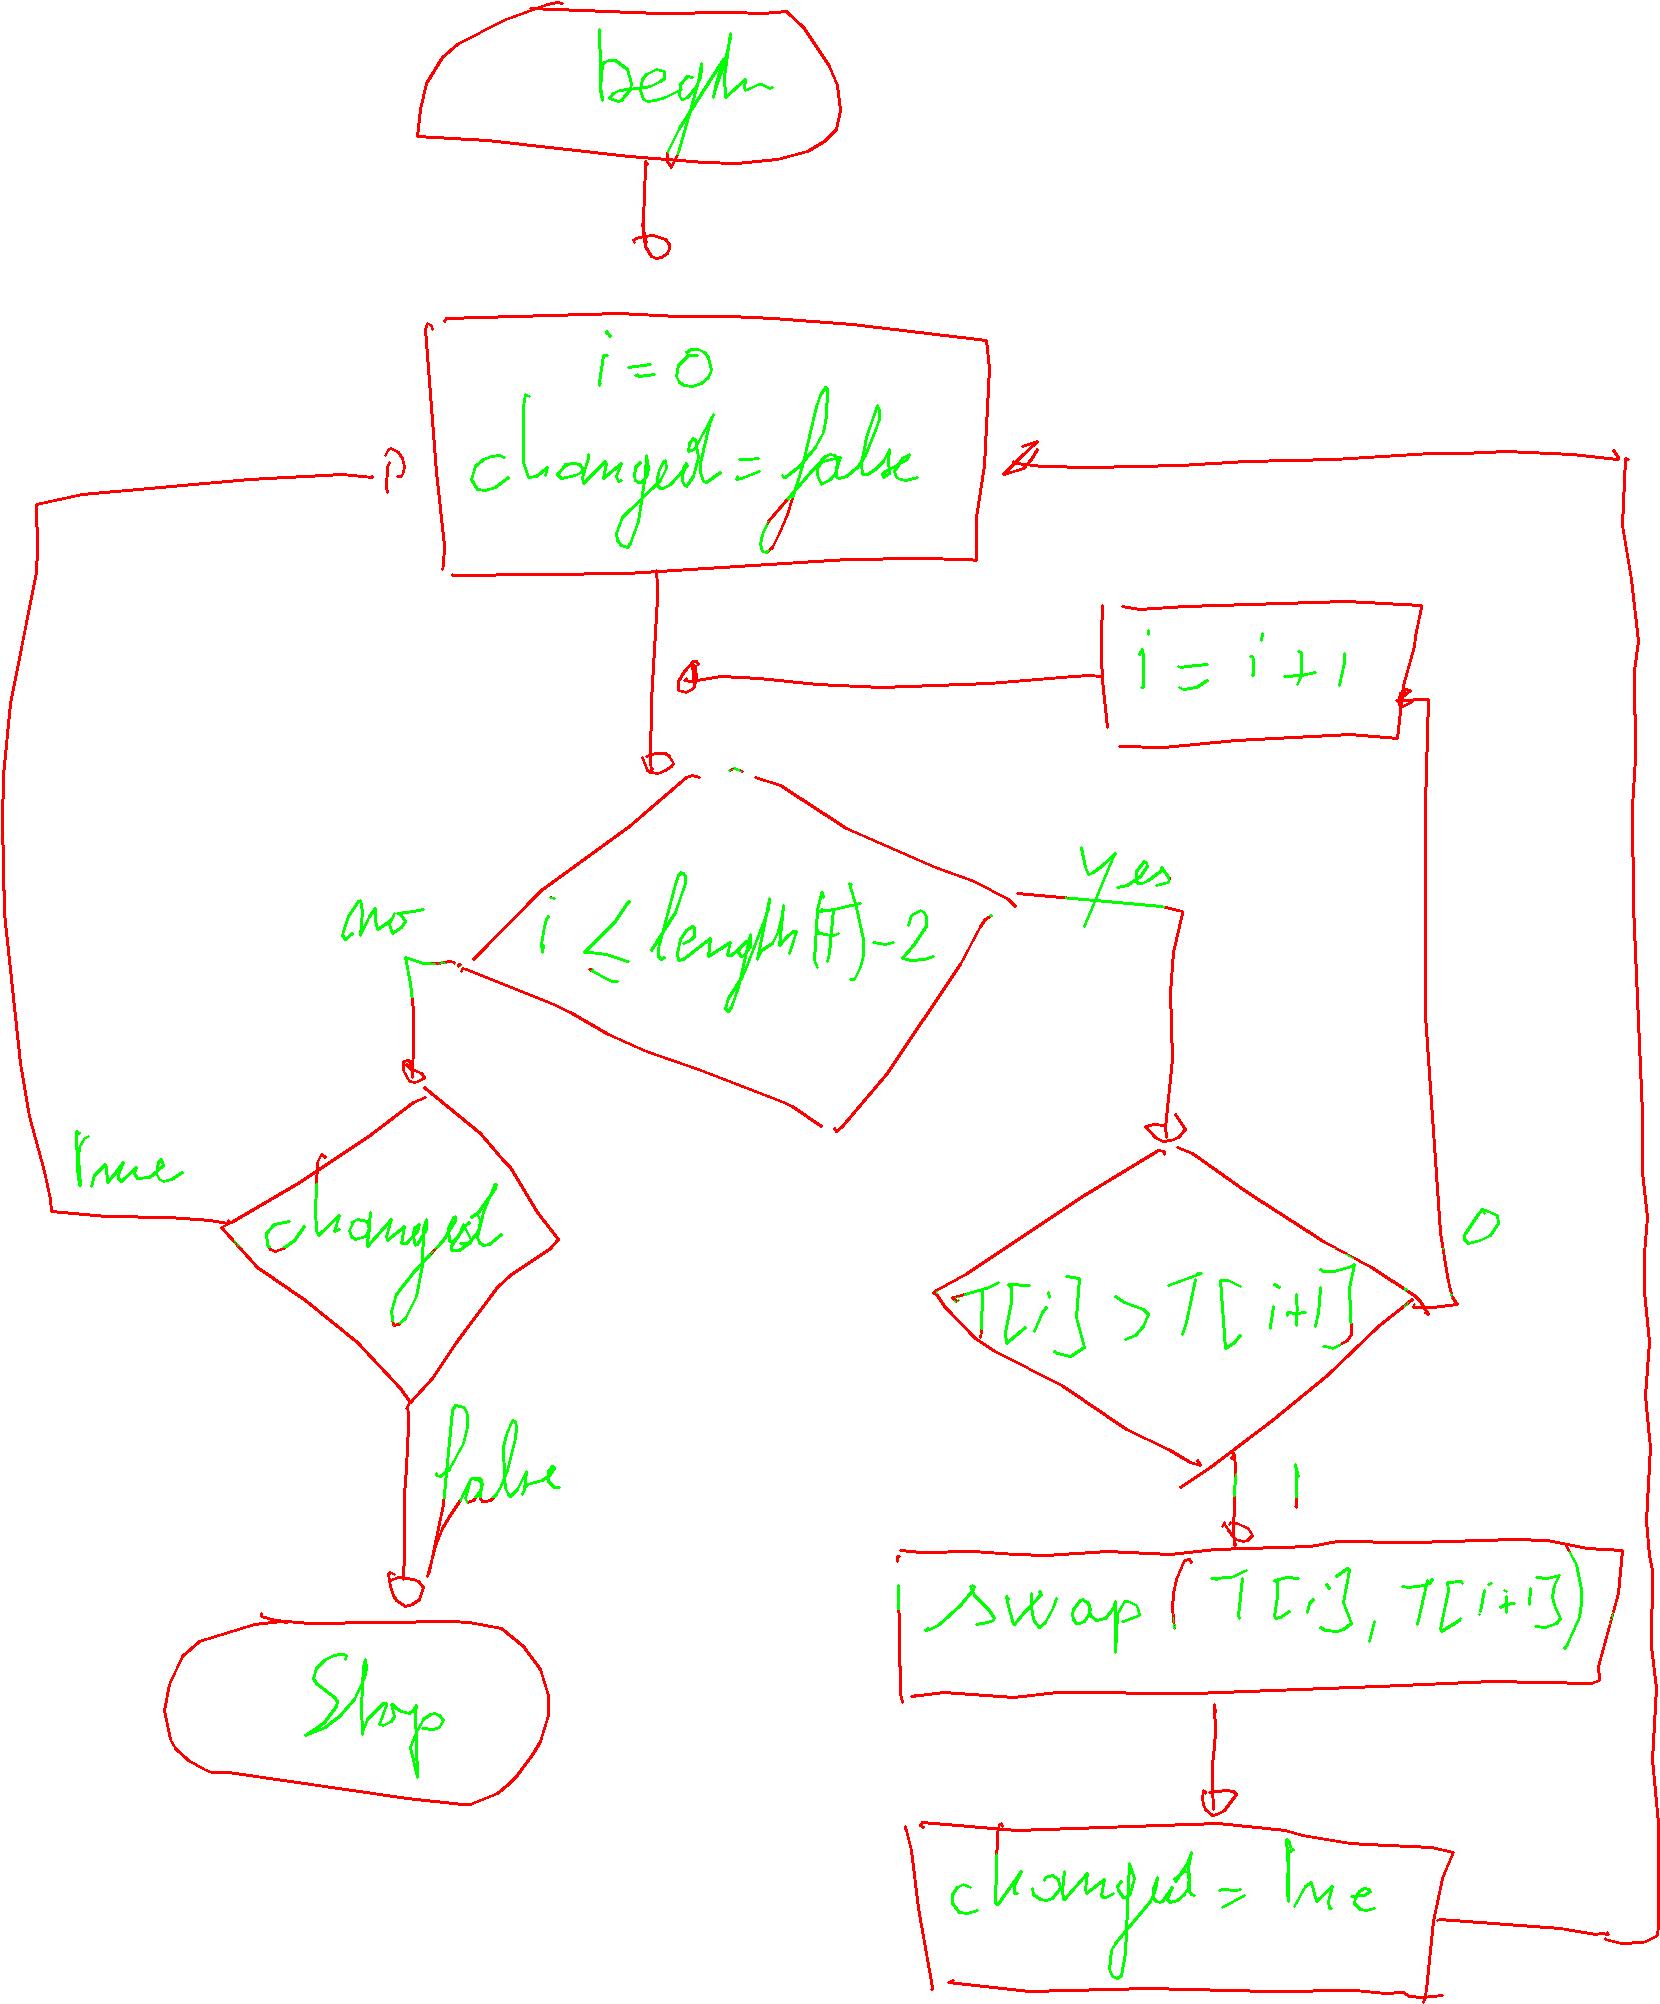 begin
i = 0
changed = false
i = i + 1
yes
no
i ≤ length(T) - 2
true
changed
0
T[i] > T[i+1]
false
1
swap(T[i], T[i+1])
Stop
changed = true